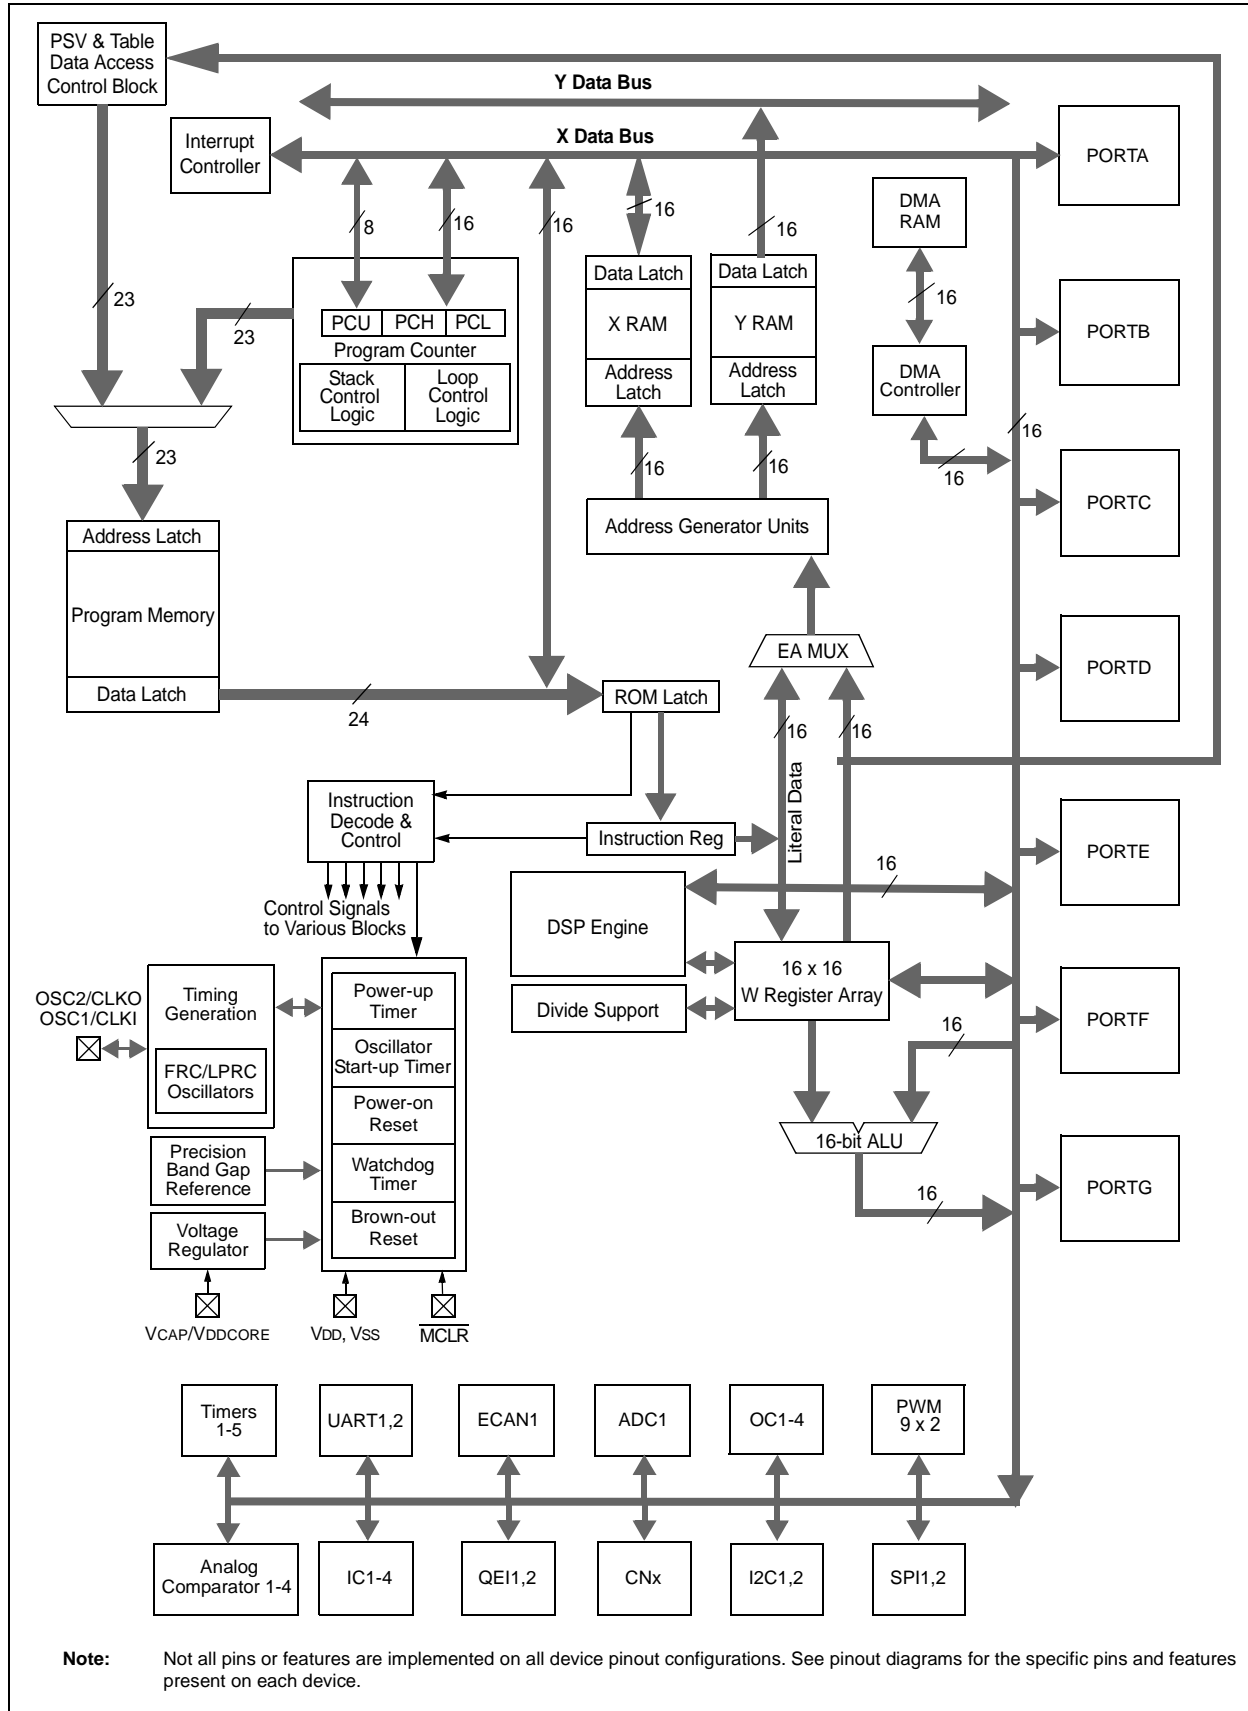 PSV & Table
Data Access
Control Block
Y Data Bus
X Data Bus
Interrupt
Controller
PORTA
8
16
16
16
16
DMA
RAM
16
23
23
Data Latch
X RAM
Address
Latch
Data Latch
Y RAM
Address
Latch
PCU
PCH
PCL
Program Counter
Stack
Control
Logic
Loop
Control
Logic
PORTB
DMA
Controller
16
16
23
16
16
PORTC
Address Generator Units
Address Latch
Program Memory
Data Latch
24
EA MUX
PORTD
ROM Latch
16
16
Literal Data
Instruction
Decode &
Control
Instruction Reg
PORTE
16
Control Signals
to Various Blocks
DSP Engine
16 x 16
W Register Array
Divide Support
OSC2/CLKO
OSC1/CLKI
Timing
Generation
FRC/LPRC
Oscillators
Power-up
Timer
Oscillator
Start-up Timer
Power-on
Reset
Watchdog
Timer
Brown-out
Reset
PORTF
16
16-bit ALU
Precision
Band Gap
Reference
16
PORTG
Voltage
Regulator
VCAP/VDDCORE
VDD, VSS
MCLR
Timers
1-5
UART1,2
ECAN1
ADC1
OC1-4
PWM
9 x 2
Analog
Comparator 1-4
IC1-4
QEI1,2
CNx
I2C1,2
SPI1,2
Note: Not all pins or features are implemented on all device pinout configurations. See pinout diagrams for the specific pins and features
present on each device.